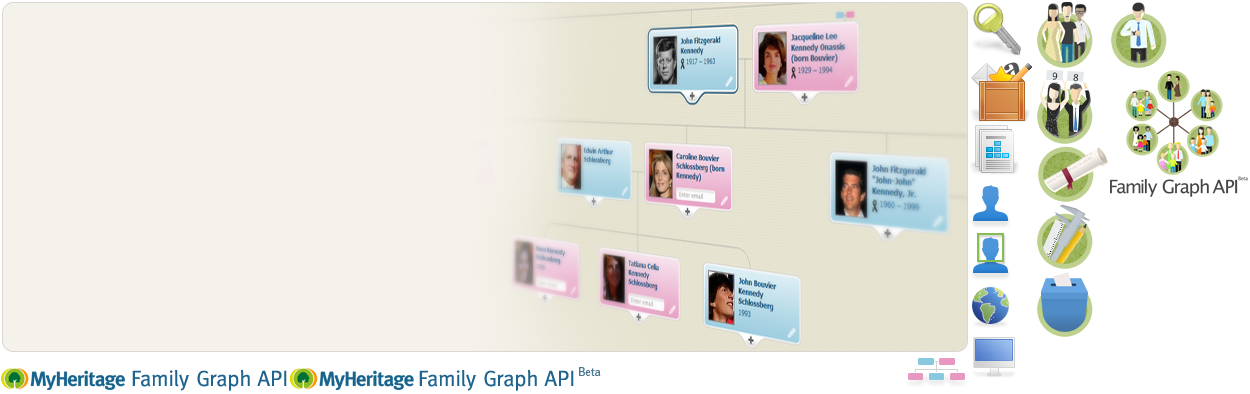 John Fitzgerald
Kennedy
1917 – 1963
Jacqueline Lee
Kennedy Onassis
(born Bouvier)
1929 – 1994
Edwin Arthur
Schlossberg
Caroline Bouvier
Schlossberg (born
Kennedy)
Enter email
John Fitzgerald
"John-John"
Kennedy, Jr.
1960 – 1999
Kennedy
Schlossberg
Tatiana Celia
Kennedy
Schlossberg
Enter email
John Bouvier
Kennedy
Schlossberg
1993
a
9 8
Family Graph API Beta
MyHeritage Family Graph API
MyHeritage Family Graph API Beta